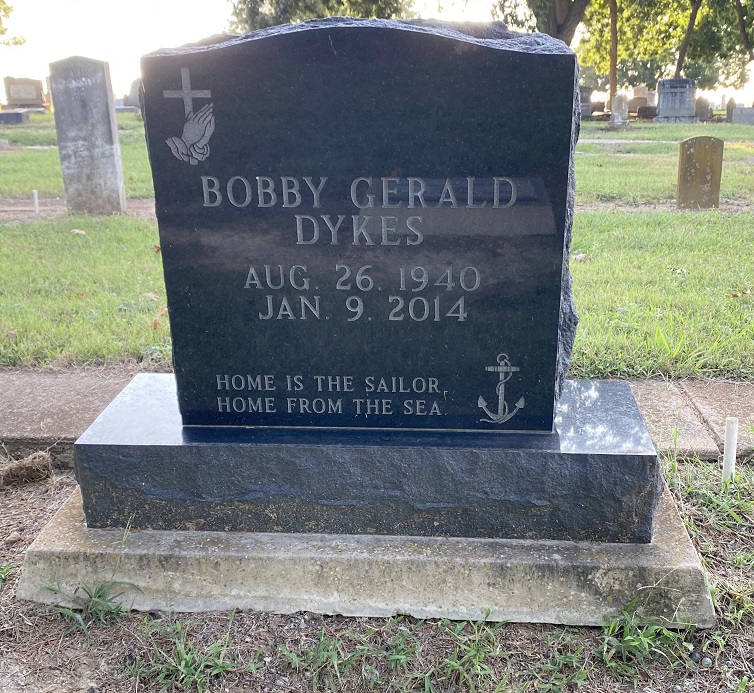 BOBBY GERALD
DYKES
AUG. 26. 1940
JAN. 9. 2014
HOME IS THE SAILOR,
HOME FROM THE SEA.